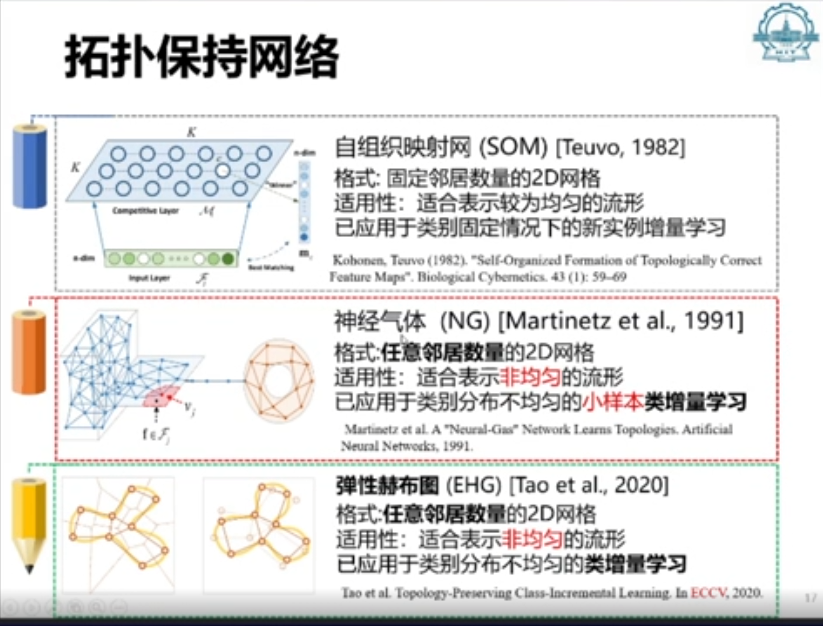 拓扑保持网络
HIT
自组织映射网 (SOM) [Teuvo, 1982]
格式: 固定邻居数量的2D网格
适用性：适合表示较为均匀的流形
已应用于类别固定情况下的新实例增量学习
Kohonen, Teuvo (1982). "Self-Organized Formation of Topologically Correct
Feature Maps". Biological Cybernetics. 43 (1): 59–69
K
K
n-dim
"Winner"
Competitive Layer
n-dim
Best Matching
Input Layer
神经气体 (NG) [Martinetz et al., 1991]
格式:任意邻居数量的2D网格
适用性：适合表示非均匀的流形
已应用于类别分布不均匀的小样本类增量学习
Martinetz et al. A "Neural-Gas" Network Learns Topologies. Artificial
Neural Networks, 1991.
弹性赫布图 (EHG) [Tao et al., 2020]
格式:任意邻居数量的2D网格
适用性：适合表示非均匀的流形
已应用于类别分布不均匀的类增量学习
Tao et al. Topology-Preserving Class-Incremental Learning. In ECCV, 2020.
17